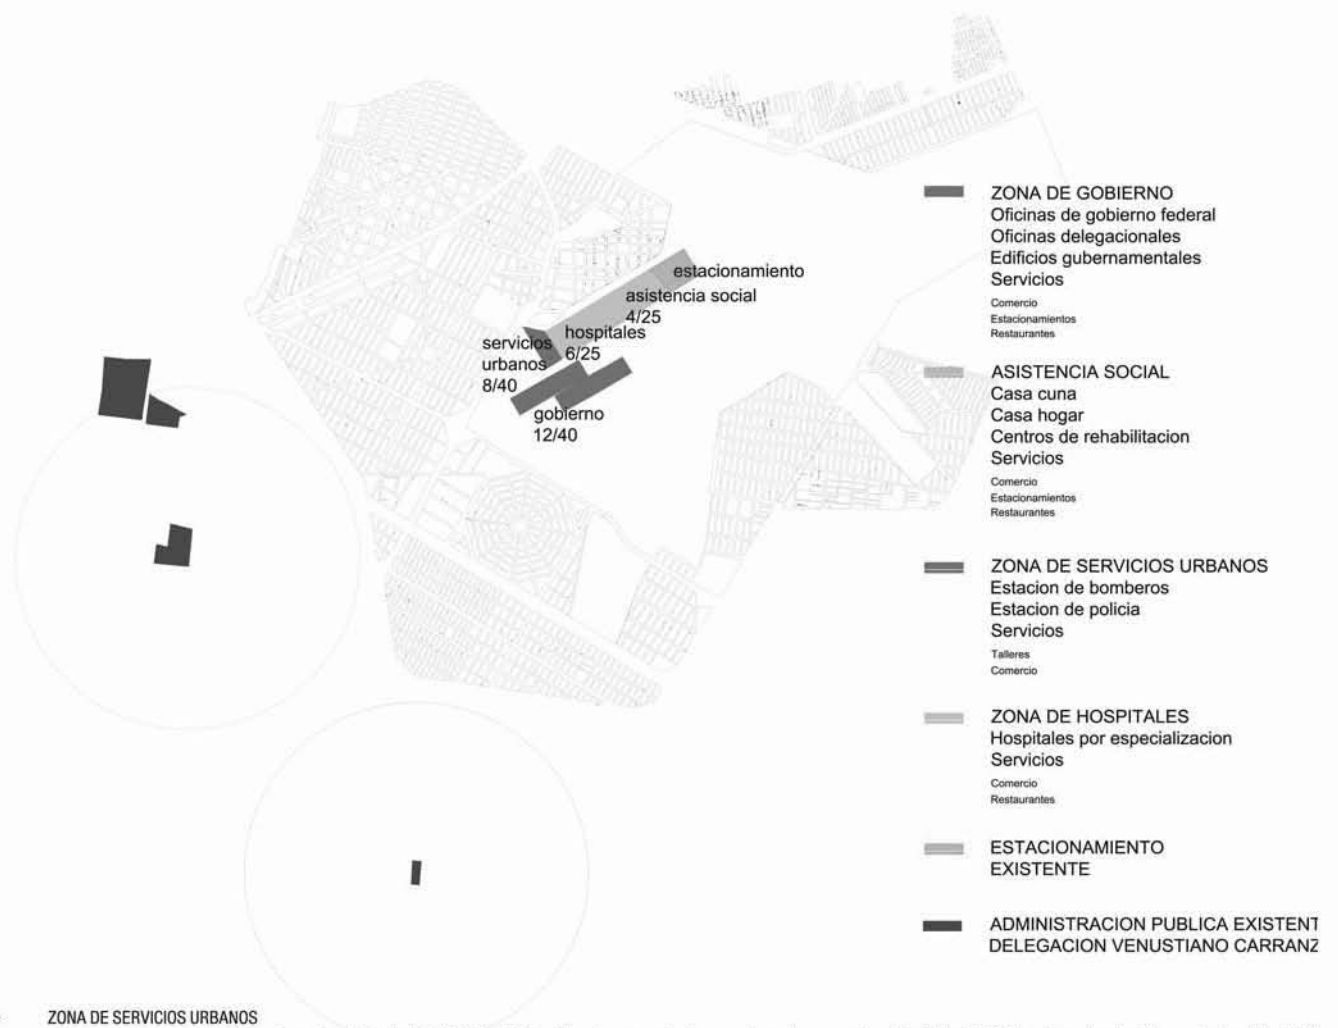 estacionamiento
asistencia social
4/25
hospitales
6/25
servicios
urbanos
8/40
gobierno
12/40
ZONA DE GOBIERNO
Oficinas de gobierno federal
Oficinas delegacionales
Edificios gubernamentales
Servicios
Comercio
Estacionamientos
Restaurantes
ASISTENCIA SOCIAL
Casa cuna
Casa hogar
Centros de rehabilitacion
Servicios
Comercio
Estacionamientos
Restaurantes
ZONA DE SERVICIOS URBANOS
Estacion de bomberos
Estacion de policia
Servicios
Talleres
Comercio
ZONA DE HOSPITALES
Hospitales por especializacion
Servicios
Comercio
Restaurantes
ESTACIONAMIENTO
EXISTENTE
ADMINISTRACION PUBLICA EXISTENT
DELEGACION VENUSTIANO CARRANZ
ZONA DE SERVICIOS URBANOS